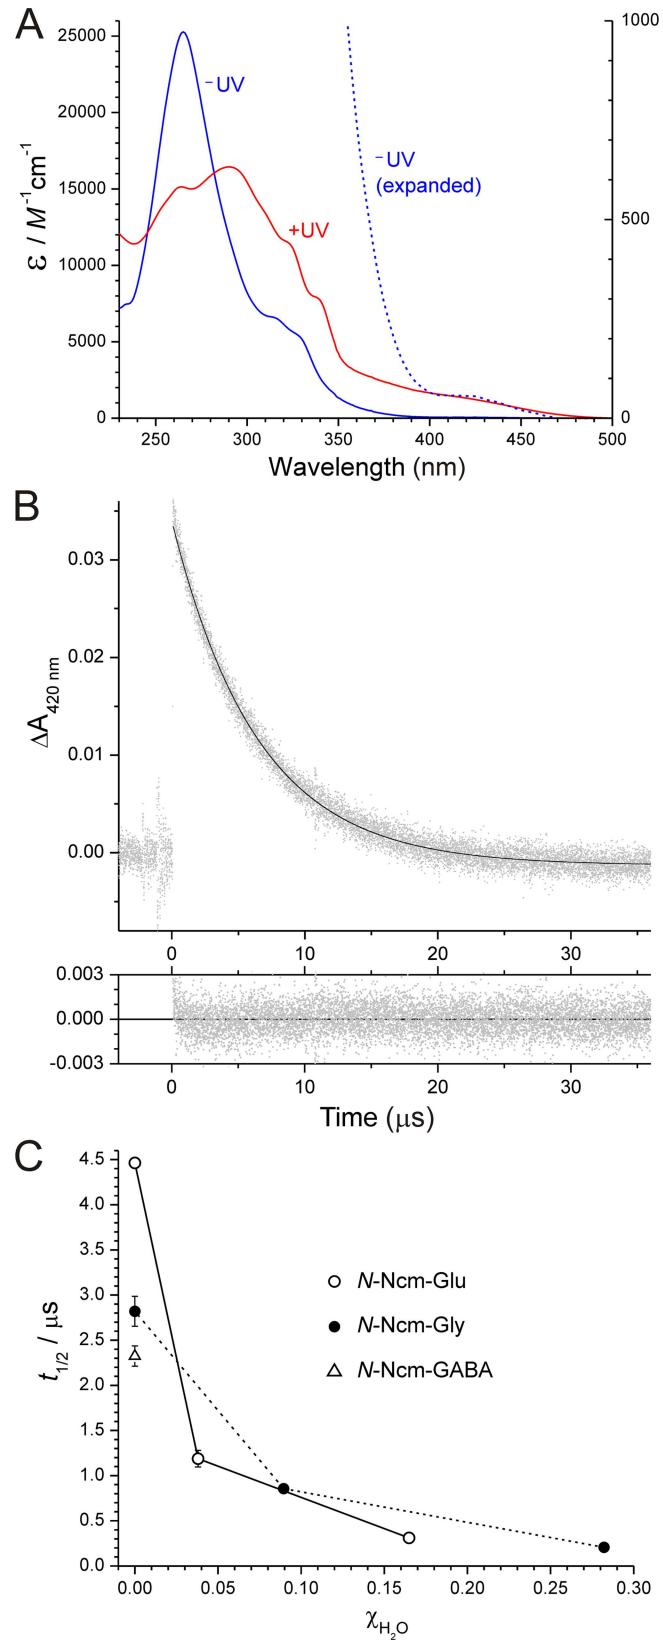 A
25000
20000
15000
10000
5000
0
ε / M⁻¹cm⁻¹
1000
500
0
⁻UV
⁻UV
(expanded)
+UV
250 300 350 400 450 500
Wavelength (nm)
B
0.03
0.02
0.01
0.00
ΔA420 nm
0 10 20 30
0.003
0.000
-0.003
0 10 20 30
Time (μs)
C
4.5
4.0
3.5
3.0
2.5
2.0
1.5
1.0
0.5
0.0
t1/2 / μs
N-Ncm-Glu
N-Ncm-Gly
N-Ncm-GABA
0.00 0.05 0.10 0.15 0.20 0.25 0.30
χH₂O